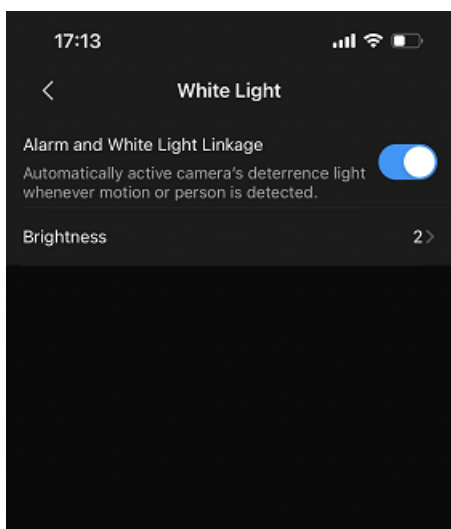 17:13
White Light
Alarm and White Light Linkage
Automatically active camera's deterrence light
whenever motion or person is detected.
Brightness 2